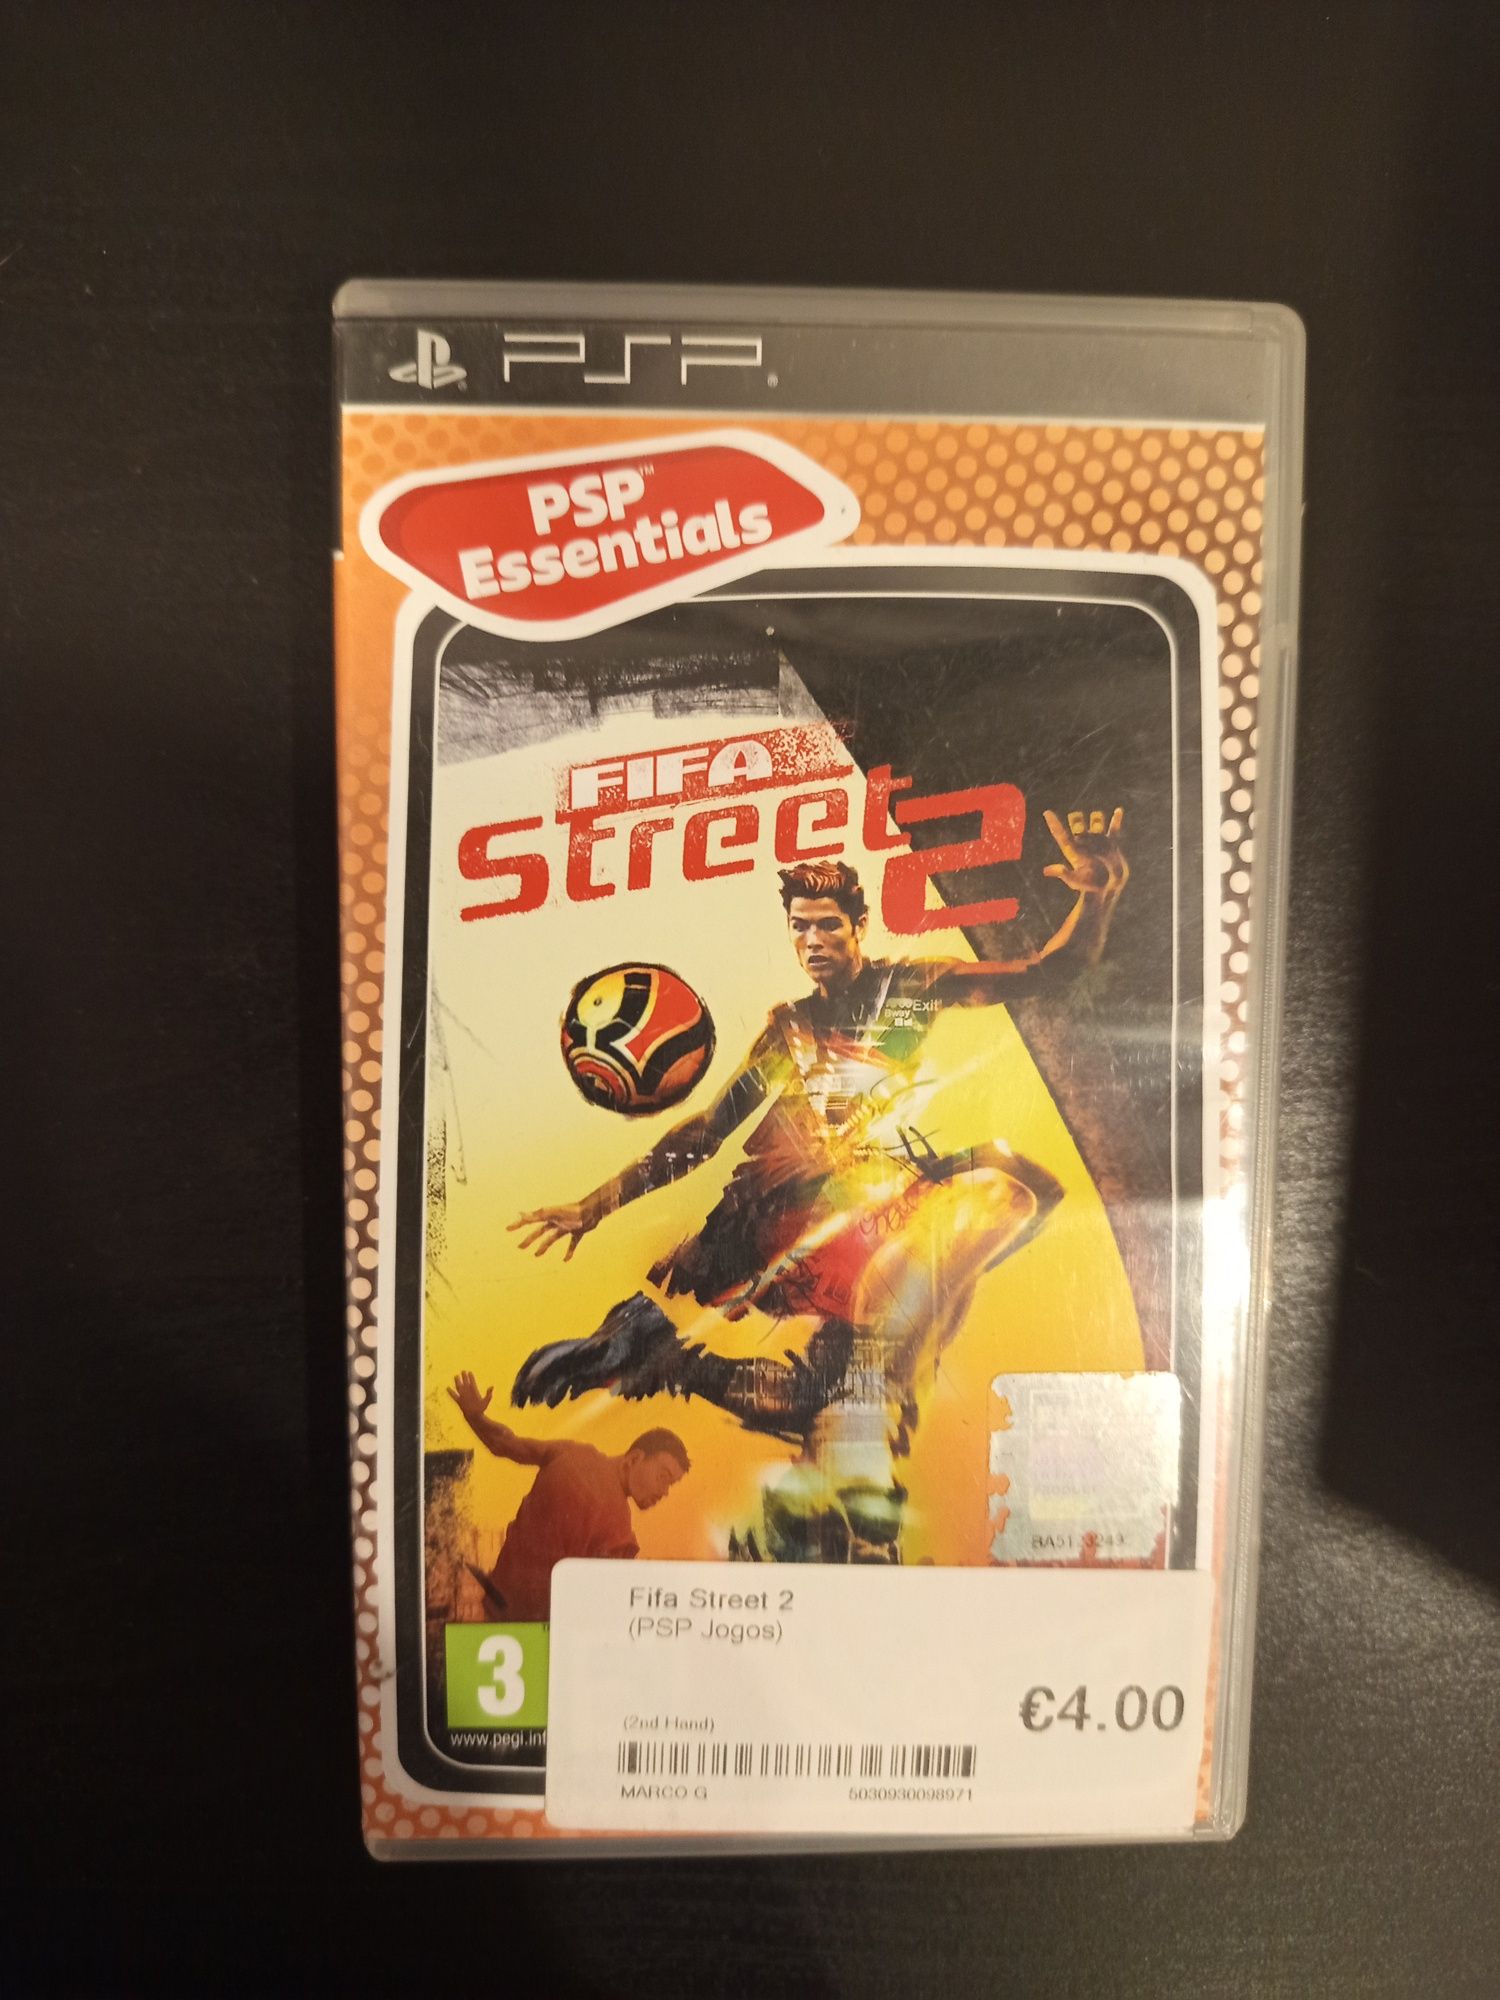 PSP
PSP™
Essentials
FIFA
Street 2
3
www.pegi.inf
Fifa Street 2
(PSP Jogos)
€4.00
(2nd Hand)
MARCO G
5030930098971